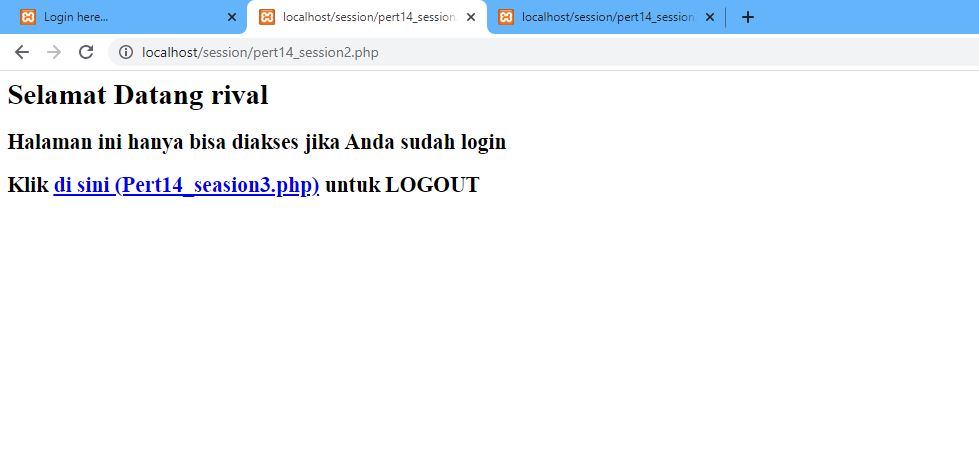 Login here...
localhost/session/pert14_session
localhost/session/pert14_session
localhost/session/pert14_session2.php
Selamat Datang rival
Halaman ini hanya bisa diakses jika Anda sudah login
Klik di sini (Pert14_seasion3.php) untuk LOGOUT